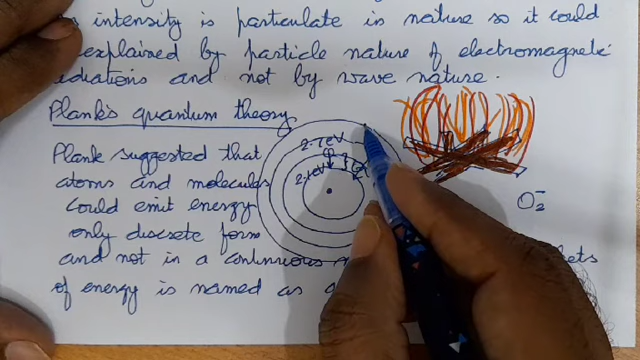 intensity is particulate in nature so it could
explained by particle nature of electromagnetic
radiations and not by wave nature.
Plank's quantum theory
Plank suggested that
atoms and molecules
could emit energy
only discrete form
and not in a continuous
of energy is named as
2.1eV
2.1eV
O₂⁻